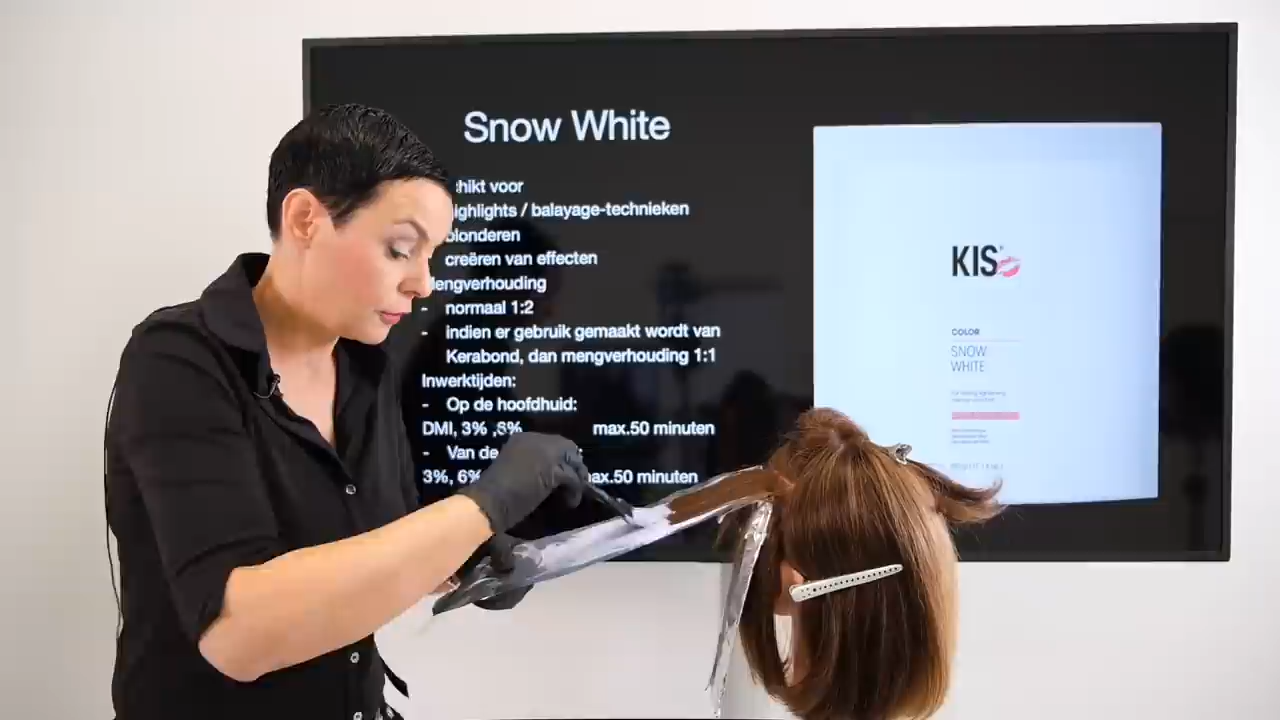 Snow White
chikt voor
highlights / balayage-technieken
blonderen
creëren van effecten
Mengverhouding
- normaal 1:2
- indien er gebruik gemaakt wordt van
Kerabond, dan mengverhouding 1:1
Inwerktijden:
- Op de hoofdhuid:
DMI, 3% ,6% max.50 minuten
- Van de :
3%, 6% max.50 minuten
KIS
COLOR
SNOW
WHITE